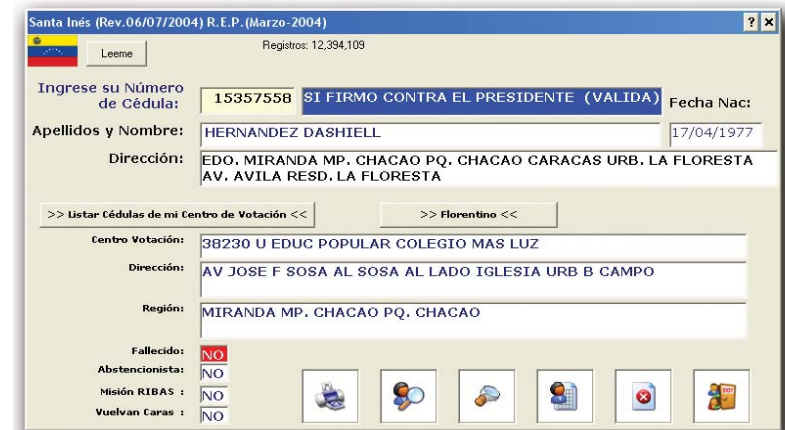 Santa Inés (Rev.06/07/2004) R.E.P.(Marzo-2004)
Leeme
Registros: 12,394,109
Ingrese su Número
de Cédula:
15357558 SI FIRMO CONTRA EL PRESIDENTE (VALIDA)
Fecha Nac:
Apellidos y Nombre: HERNANDEZ DASHIELL 17/04/1977
Dirección: EDO. MIRANDA MP. CHACAO PQ. CHACAO CARACAS URB. LA FLORESTA
AV. AVILA RESD. LA FLORESTA
>> Listar Cédulas de mi Centro de Votación << >> Florentino <<
Centro Votación: 38230 U EDUC POPULAR COLEGIO MAS LUZ
Dirección: AV JOSE F SOSA AL SOSA AL LADO IGLESIA URB B CAMPO
Región: MIRANDA MP. CHACAO PQ. CHACAO
Fallecido: NO
Abstencionista: NO
Misión RIBAS : NO
Vuelvan Caras : NO
EXIT